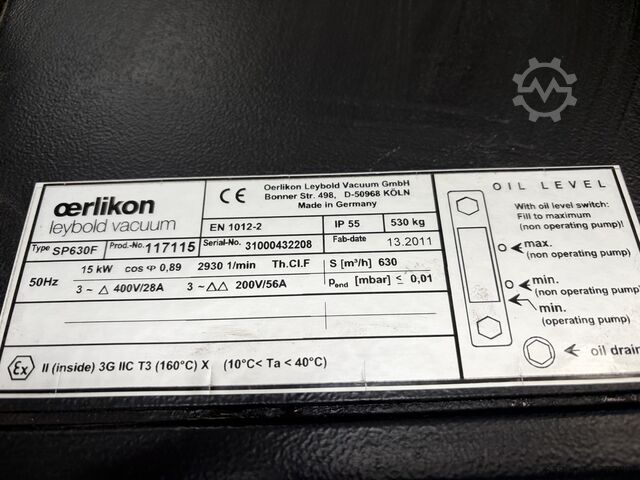 œrlikon
leybold vacuum
CE
Oerlikon Leybold Vacuum GmbH
Bonner Str. 498, D-50968 KÖLN
Made in Germany
EN 1012-2
IP 55
530 kg
Type SP630F
Prod.-No. 117115
Serial-No. 31000432208
Fab-date 13.2011
50Hz
15 kW cos φ 0,89 2930 1/min Th.Cl.F
3 ~ △ 400V/28A 3 ~ △△ 200V/56A
S [m³/h] 630
Pend [mbar] ≤ 0,01
Ex II (inside) 3G IIC T3 (160°C) X (10°C< Ta < 40°C)
OIL LEVEL
With oil level switch:
Fill to maximum
(non operating pump)!
max.
(non operating pump)
min.
(non operating pump)
min.
(operating pump)
oil drain